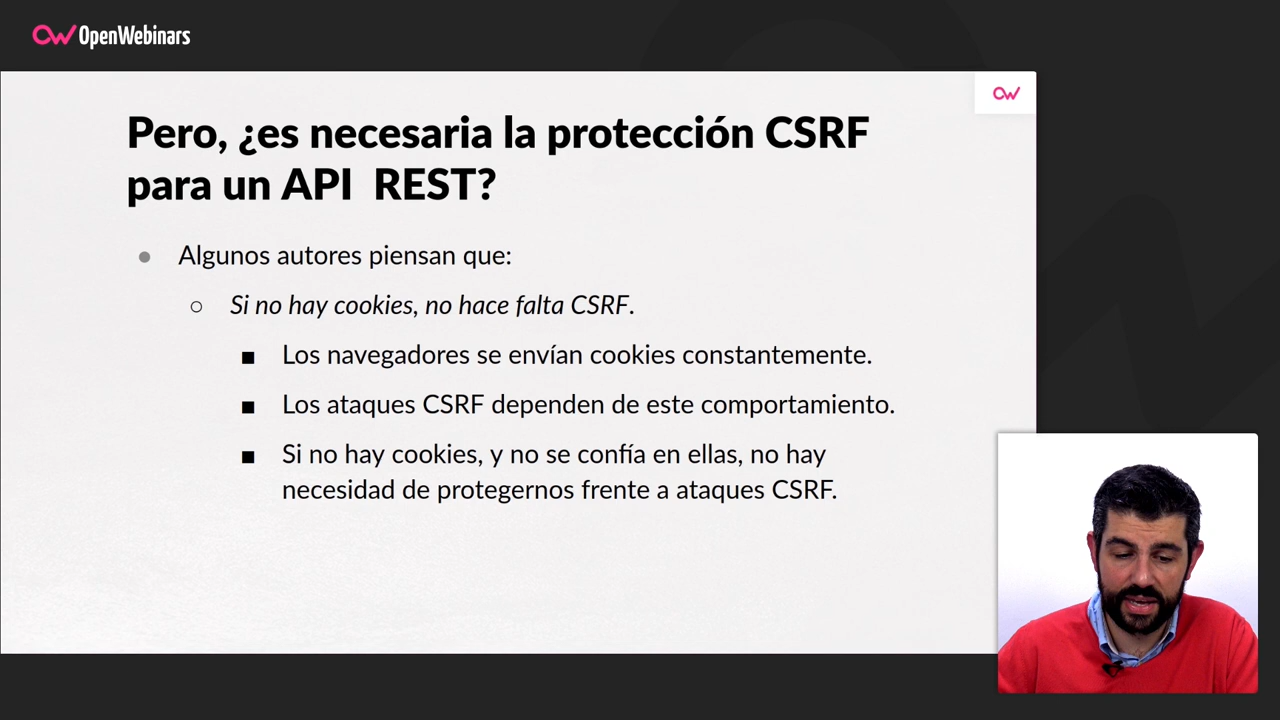 OpenWebinars
Pero, ¿es necesaria la protección CSRF
para un API REST?
Algunos autores piensan que:
Si no hay cookies, no hace falta CSRF.
Los navegadores se envían cookies constantemente.
Los ataques CSRF dependen de este comportamiento.
Si no hay cookies, y no se confía en ellas, no hay
necesidad de protegernos frente a ataques CSRF.